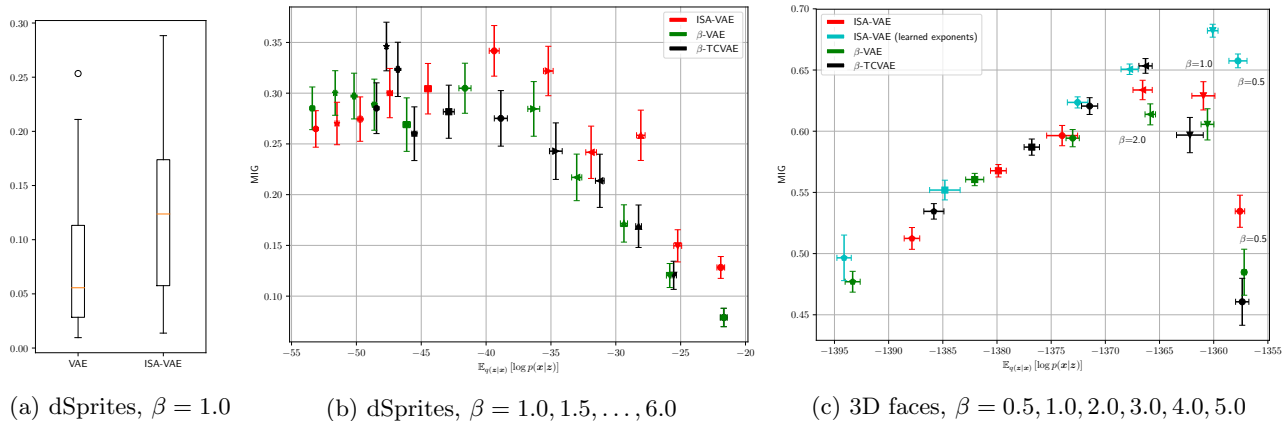 0.30
0.25
0.20
0.15
0.10
0.05
0.00
VAE ISA-VAE
(a) dSprites, β = 1.0
ISA-VAE
β-VAE
β-TCVAE
MIG
0.35
0.30
0.25
0.20
0.15
0.10
−55 −50 −45 −40 −35 −30 −25 −20
𝔼q(z|x) [log p(x|z)]
(b) dSprites, β = 1.0, 1.5, . . . , 6.0
ISA-VAE
ISA-VAE (learned exponents)
β-VAE
β-TCVAE
MIG
0.70
0.65
0.60
0.55
0.50
0.45
β=1.0
β=0.5
β=2.0
β=0.5
−1395 −1390 −1385 −1380 −1375 −1370 −1365 −1360 −1355
𝔼q(z|x) [log p(x|z)]
(c) 3D faces, β = 0.5, 1.0, 2.0, 3.0, 4.0, 5.0